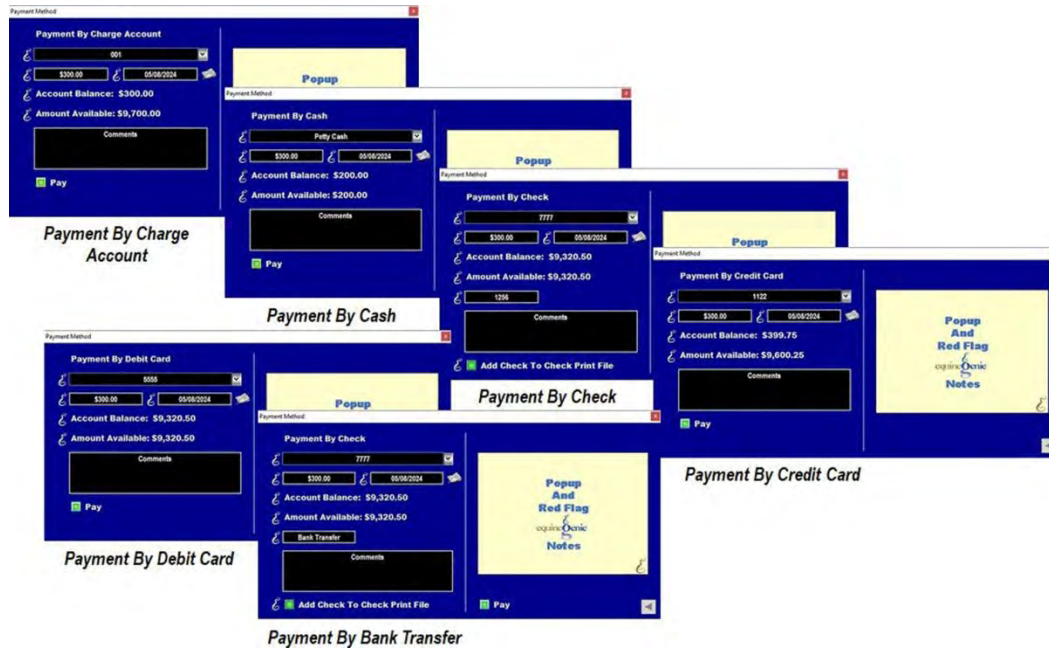 Payment Method
Payment By Charge Account
001
$300.00 05/08/2024
Account Balance: $300.00
Amount Available: $9,700.00
Comments
Pay
Popup
Payment By Charge
Account
Payment Method
Payment By Cash
Petty Cash
$300.00 05/08/2024
Account Balance: $200.00
Amount Available: $200.00
Comments
Pay
Popup
Payment By Cash
Payment Method
Payment By Check
7777
$300.00 05/08/2024
Account Balance: $9,320.50
Amount Available: $9,320.50
1256
Comments
Add Check To Check Print File
Popup
Payment By Check
Payment Method
Payment By Credit Card
1122
$300.00 05/08/2024
Account Balance: $399.75
Amount Available: $9,600.25
Comments
Pay
Popup
And
Red Flag
equineGenic
Notes
Payment By Credit Card
Payment Method
Payment By Debit Card
5555
$300.00 05/08/2024
Account Balance: $9,320.50
Amount Available: $9,320.50
Comments
Pay
Popup
Payment By Debit Card
Payment Method
Payment By Check
7777
$300.00 05/08/2024
Account Balance: $9,320.50
Amount Available: $9,320.50
Bank Transfer
Comments
Add Check To Check Print File
Popup
And
Red Flag
equineGenic
Notes
Pay
Payment By Bank Transfer